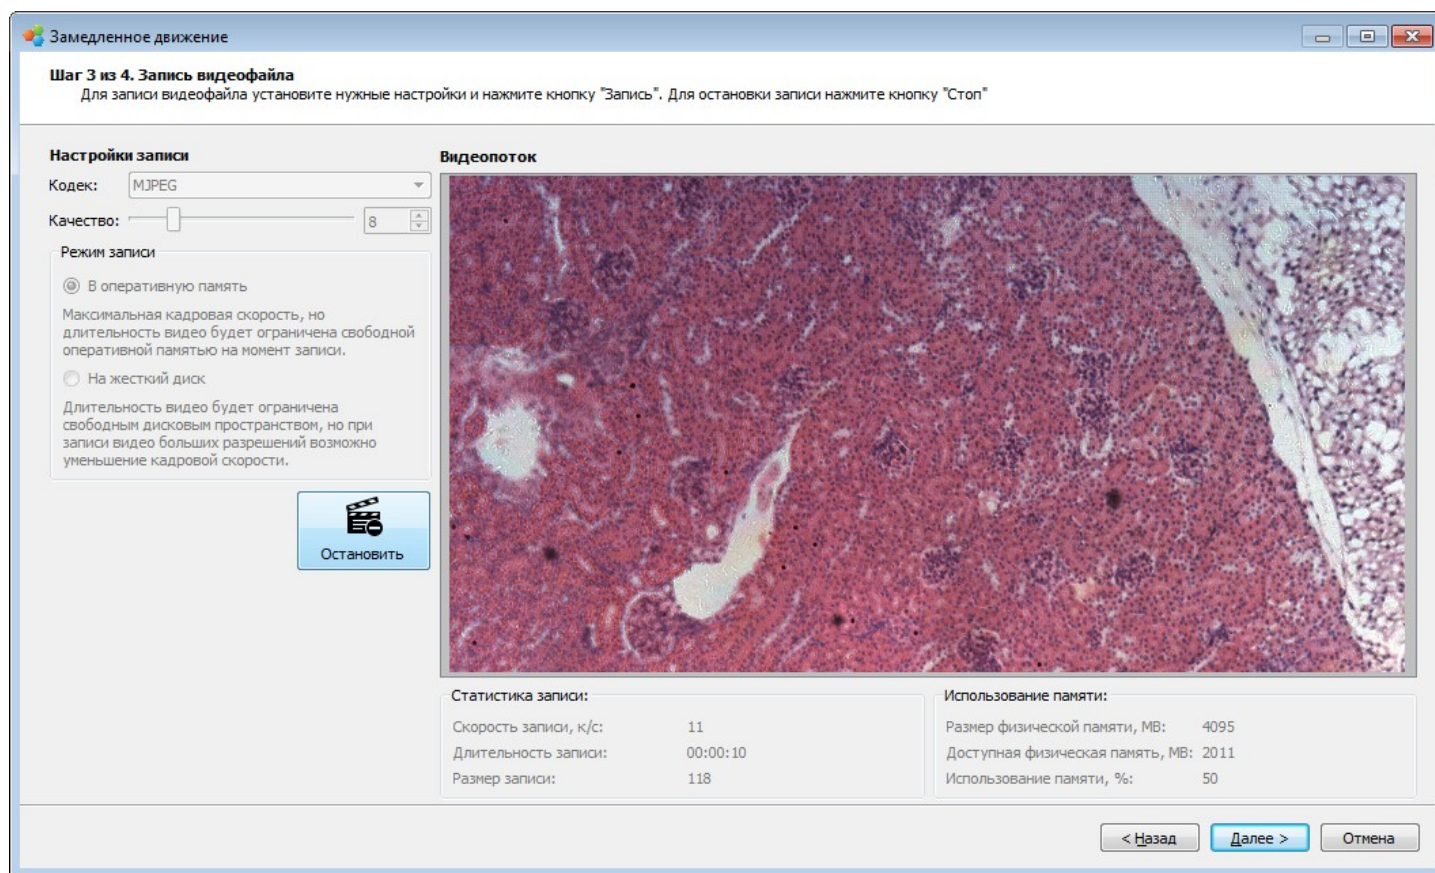 Замедленное движение
Шаг 3 из 4. Запись видеофайла
Для записи видеофайла установите нужные настройки и нажмите кнопку "Запись". Для остановки записи нажмите кнопку "Стоп"
Настройки записи
Кодек: MJPEG
Качество: 8
Режим записи
В оперативную память
Максимальная кадровая скорость, но
длительность видео будет ограничена свободной
оперативной памятью на момент записи.
На жесткий диск
Длительность видео будет ограничена
свободным дисковым пространством, но при
записи видео больших разрешений возможно
уменьшение кадровой скорости.
Остановить
Видеопоток
Статистика записи:
Скорость записи, к/с: 11
Длительность записи: 00:00:10
Размер записи: 118
Использование памяти:
Размер физической памяти, MB: 4095
Доступная физическая память, MB: 2011
Использование памяти, %: 50
< Назад
Далее >
Отмена